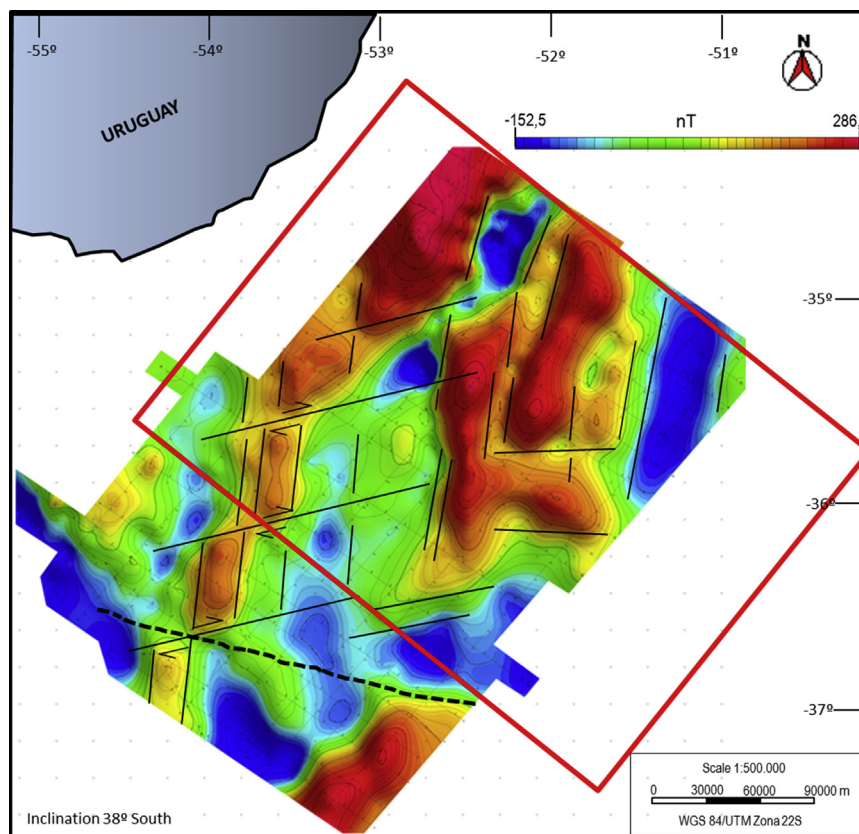 -55º
-54º
-53º
-52º
-51º
N
URUGUAY
-152,5
nT
286,
-35º
-36º
-37º
Scale 1:500.000
0 30000 60000 90000 m
WGS 84/UTM Zona 22S
Inclination 38º South